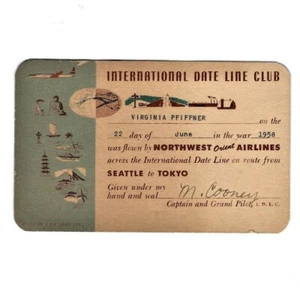 INTERNATIONAL DATE LINE CLUB
VIRGINIA PFIFFNER
on the
22 day of June in the year 1958
was flown by NORTHWEST Orient AIRLINES
across the International Date Line en route from
SEATTLE to TOKYO
Given under my
hand and seal M. Cooney
Captain and Grand Pilot, I.D.L.C.